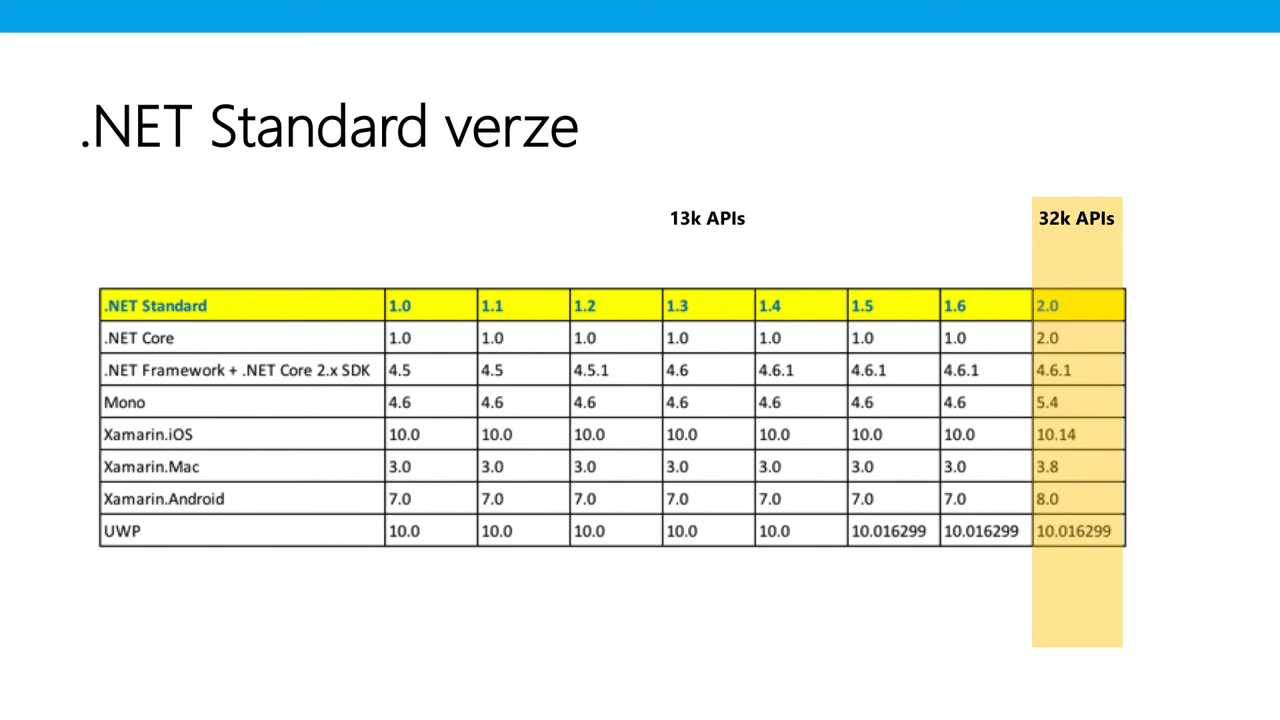 .NET Standard verze
13k APIs 32k APIs
.NET Standard 1.0 1.1 1.2 1.3 1.4 1.5 1.6 2.0
.NET Core 1.0 1.0 1.0 1.0 1.0 1.0 1.0 2.0
.NET Framework + .NET Core 2.x SDK 4.5 4.5 4.5.1 4.6 4.6.1 4.6.1 4.6.1 4.6.1
Mono 4.6 4.6 4.6 4.6 4.6 4.6 4.6 5.4
Xamarin.iOS 10.0 10.0 10.0 10.0 10.0 10.0 10.0 10.14
Xamarin.Mac 3.0 3.0 3.0 3.0 3.0 3.0 3.0 3.8
Xamarin.Android 7.0 7.0 7.0 7.0 7.0 7.0 7.0 8.0
UWP 10.0 10.0 10.0 10.0 10.0 10.016299 10.016299 10.016299